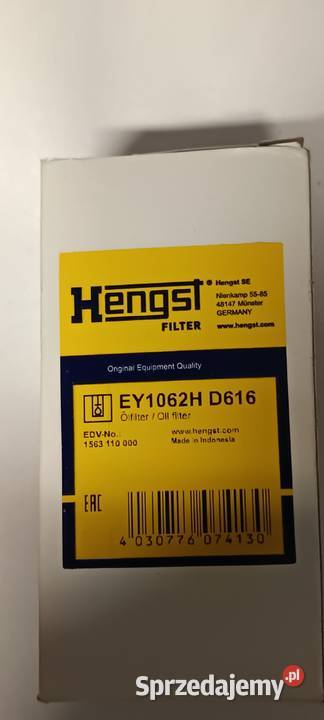 Hengst
FILTER
® Hengst SE
Nienkamp 55-85
48147 Münster
GERMANY
www.hengst.com
Original Equipment Quality
EY1062H D616
Ölfilter / Oil filter
EDV-No.:
1563 110 000
www.hengst.com
Made in Indonesia
EAC
4 030776 074130
Sprzedajemy.pl